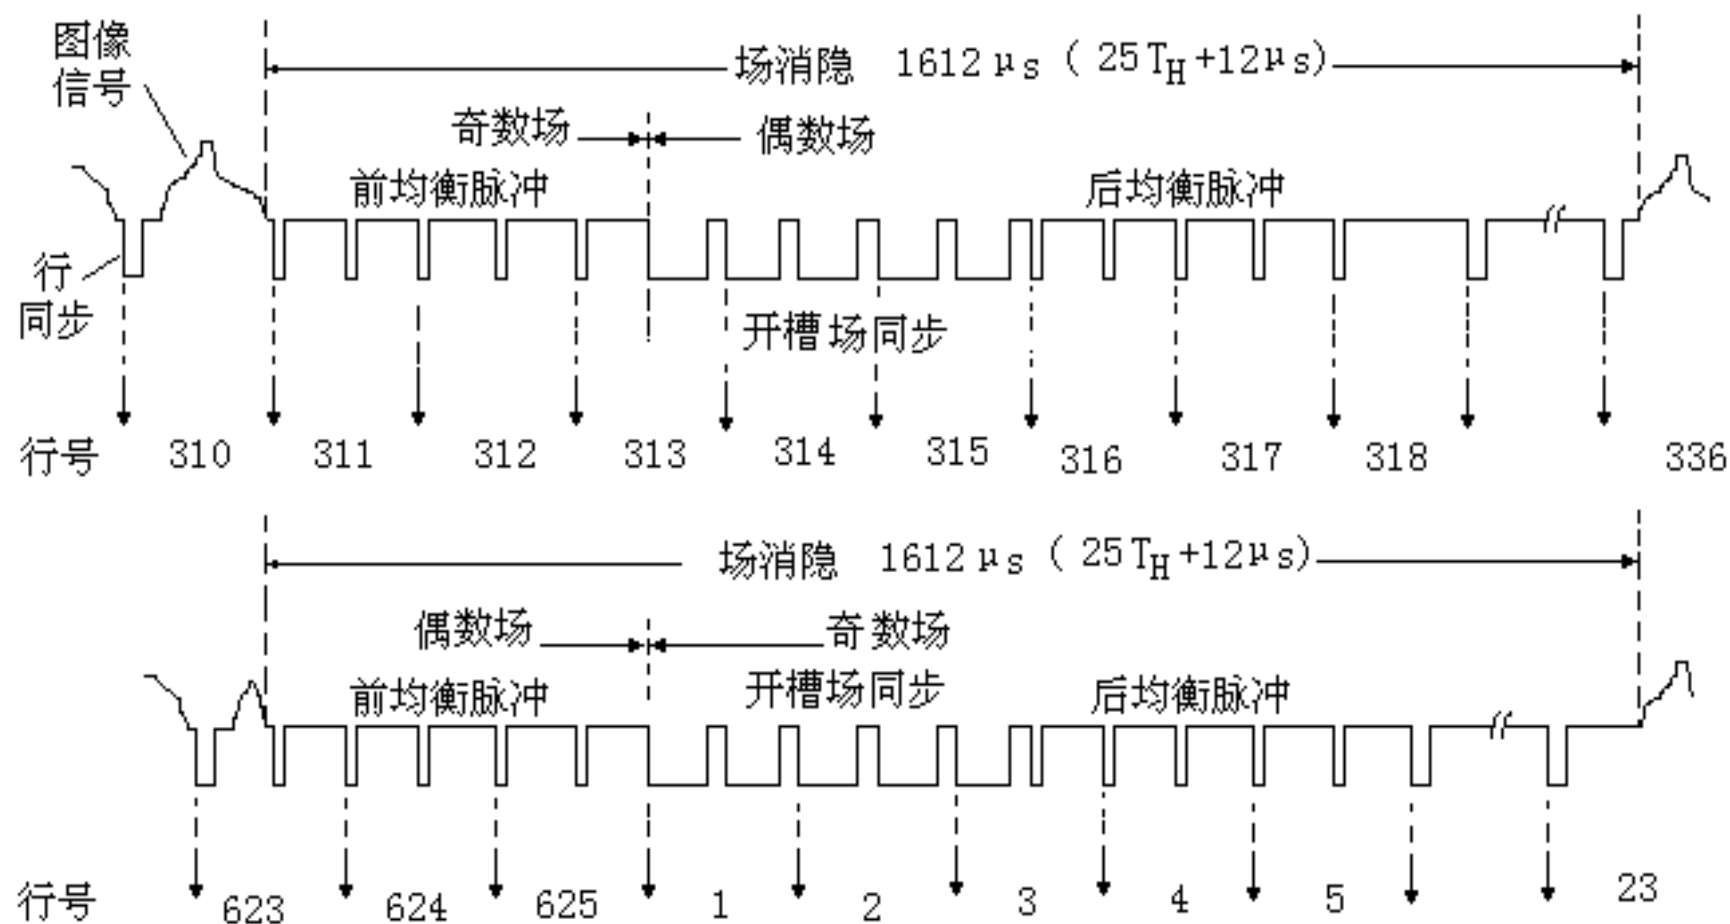 图像
信号
场消隐 1612μs (25T_H+12μs)
奇数场
偶数场
前均衡脉冲
后均衡脉冲
行
同步
开槽场同步
行号 310 311 312 313 314 315 316 317 318 336
场消隐 1612μs (25T_H+12μs)
偶数场
奇数场
前均衡脉冲
开槽场同步
后均衡脉冲
行号 623 624 625 1 2 3 4 5 23